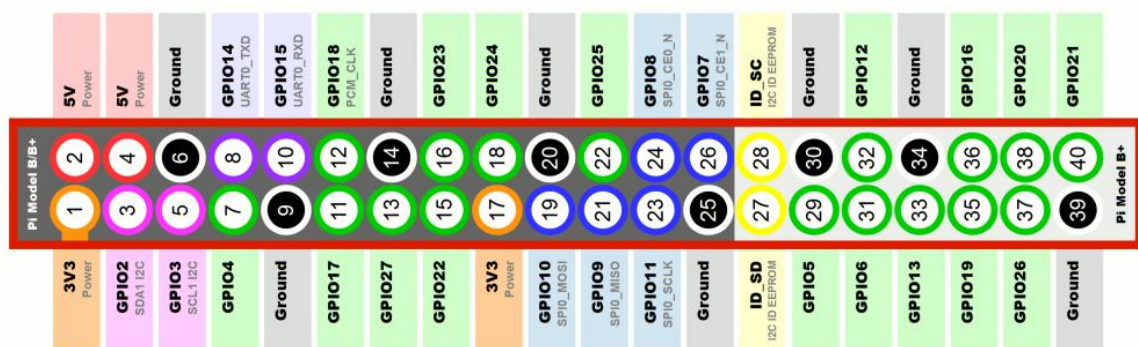 5V
Power
5V
Power
Ground
GPIO14
UART0_TXD
GPIO15
UART0_RXD
GPIO18
PCM_CLK
Ground
GPIO23
GPIO24
Ground
GPIO25
GPIO8
SPI0_CE0_N
GPIO7
SPI0_CE1_N
ID_SC
I2C ID EEPROM
Ground
GPIO12
Ground
GPIO16
GPIO20
GPIO21
Pi Model B/B+
2 4 6 8 10 12 14 16 18 20 22 24 26 28 30 32 34 36 38 40
1 3 5 7 9 11 13 15 17 19 21 23 25 27 29 31 33 35 37 39
Pi Model B+
3V3
Power
GPIO2
SDA1 I2C
GPIO3
SCL1 I2C
GPIO4
Ground
GPIO17
GPIO27
GPIO22
3V3
Power
GPIO10
SPI0_MOSI
GPIO9
SPI0_MISO
GPIO11
SPI0_SCLK
Ground
ID_SD
I2C ID EEPROM
GPIO5
GPIO6
GPIO13
GPIO19
GPIO26
Ground